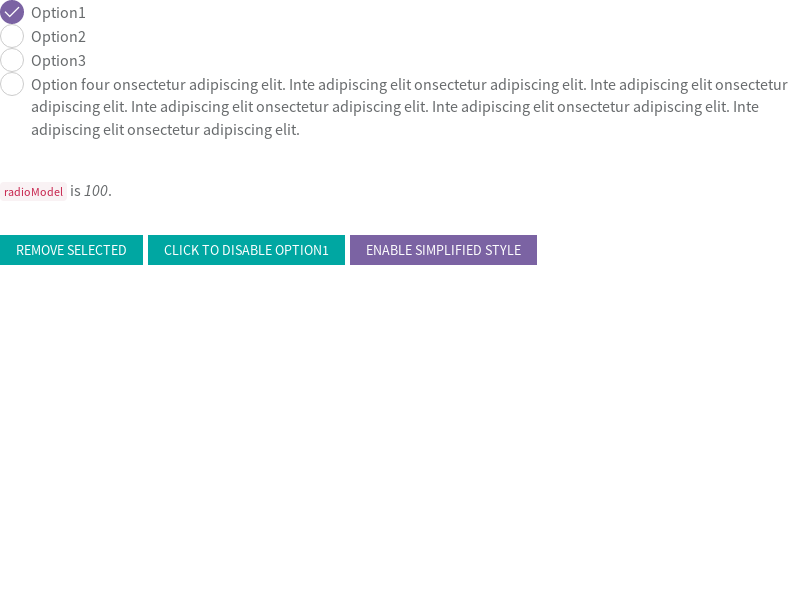 Option1
Option2
Option3
Option four onsectetur adipiscing elit. Inte adipiscing elit onsectetur adipiscing elit. Inte adipiscing elit onsectetur
adipiscing elit. Inte adipiscing elit onsectetur adipiscing elit. Inte adipiscing elit onsectetur adipiscing elit. Inte
adipiscing elit onsectetur adipiscing elit.
radioModel is 100.
REMOVE SELECTED CLICK TO DISABLE OPTION1 ENABLE SIMPLIFIED STYLE